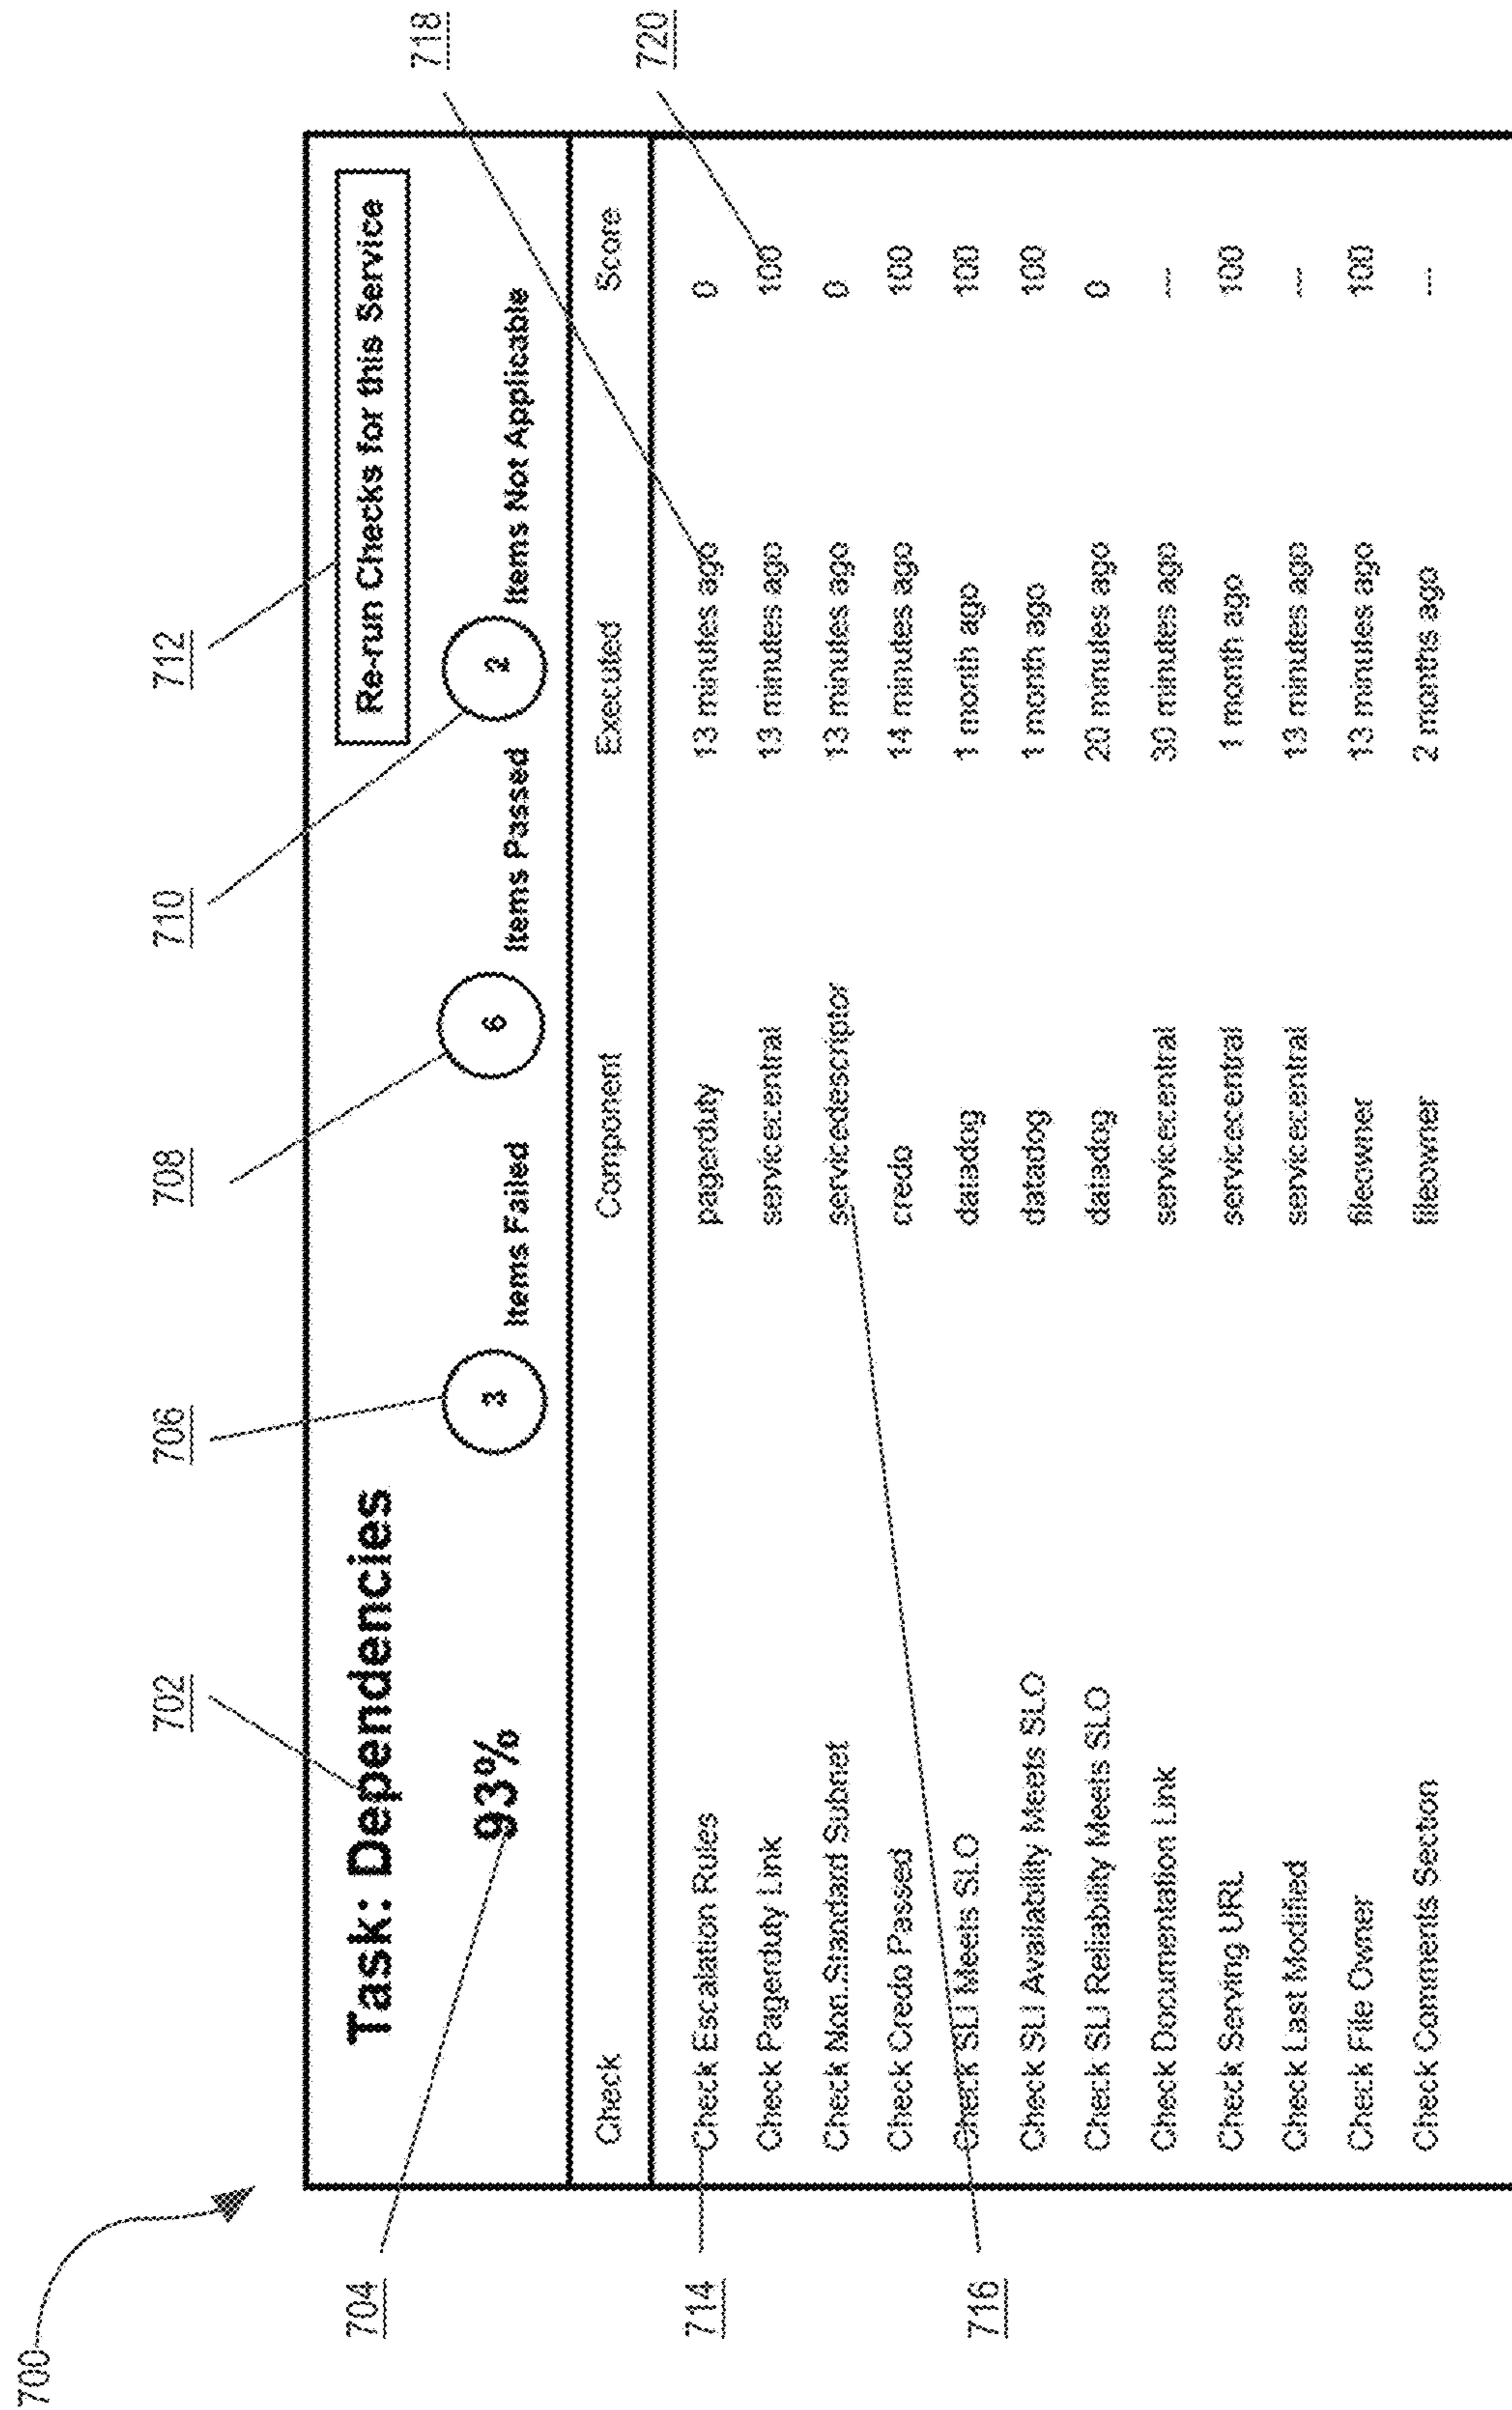 700
702
706
708
710
712
718
720
704
714
716
Task: Dependencies
Re-run Checks for this Service
93%
3 Items Failed
6 Items Passed
2 Items Not Applicable
Check Component Executed Score
Check Escalation Rules pagerduty 13 minutes ago 0
Check Pagerduty Link servicecentral 13 minutes ago 100
Check Non-Standard Subnet servicedescriptor 13 minutes ago 0
Check Credo Passed credo 14 minutes ago 100
Check SLI Meets SLO datadog 1 month ago 100
Check SLI Availability Meets SLO datadog 1 month ago 100
Check SLI Reliability Meets SLO datadog 20 minutes ago 0
Check Documentation Link servicecentral 30 minutes ago ---
Check Serving URL servicecentral 1 month ago 100
Check Last Modified servicecentral 13 minutes ago ---
Check File Owner fileowner 13 minutes ago 100
Check Comments Section fileowner 2 months ago ---